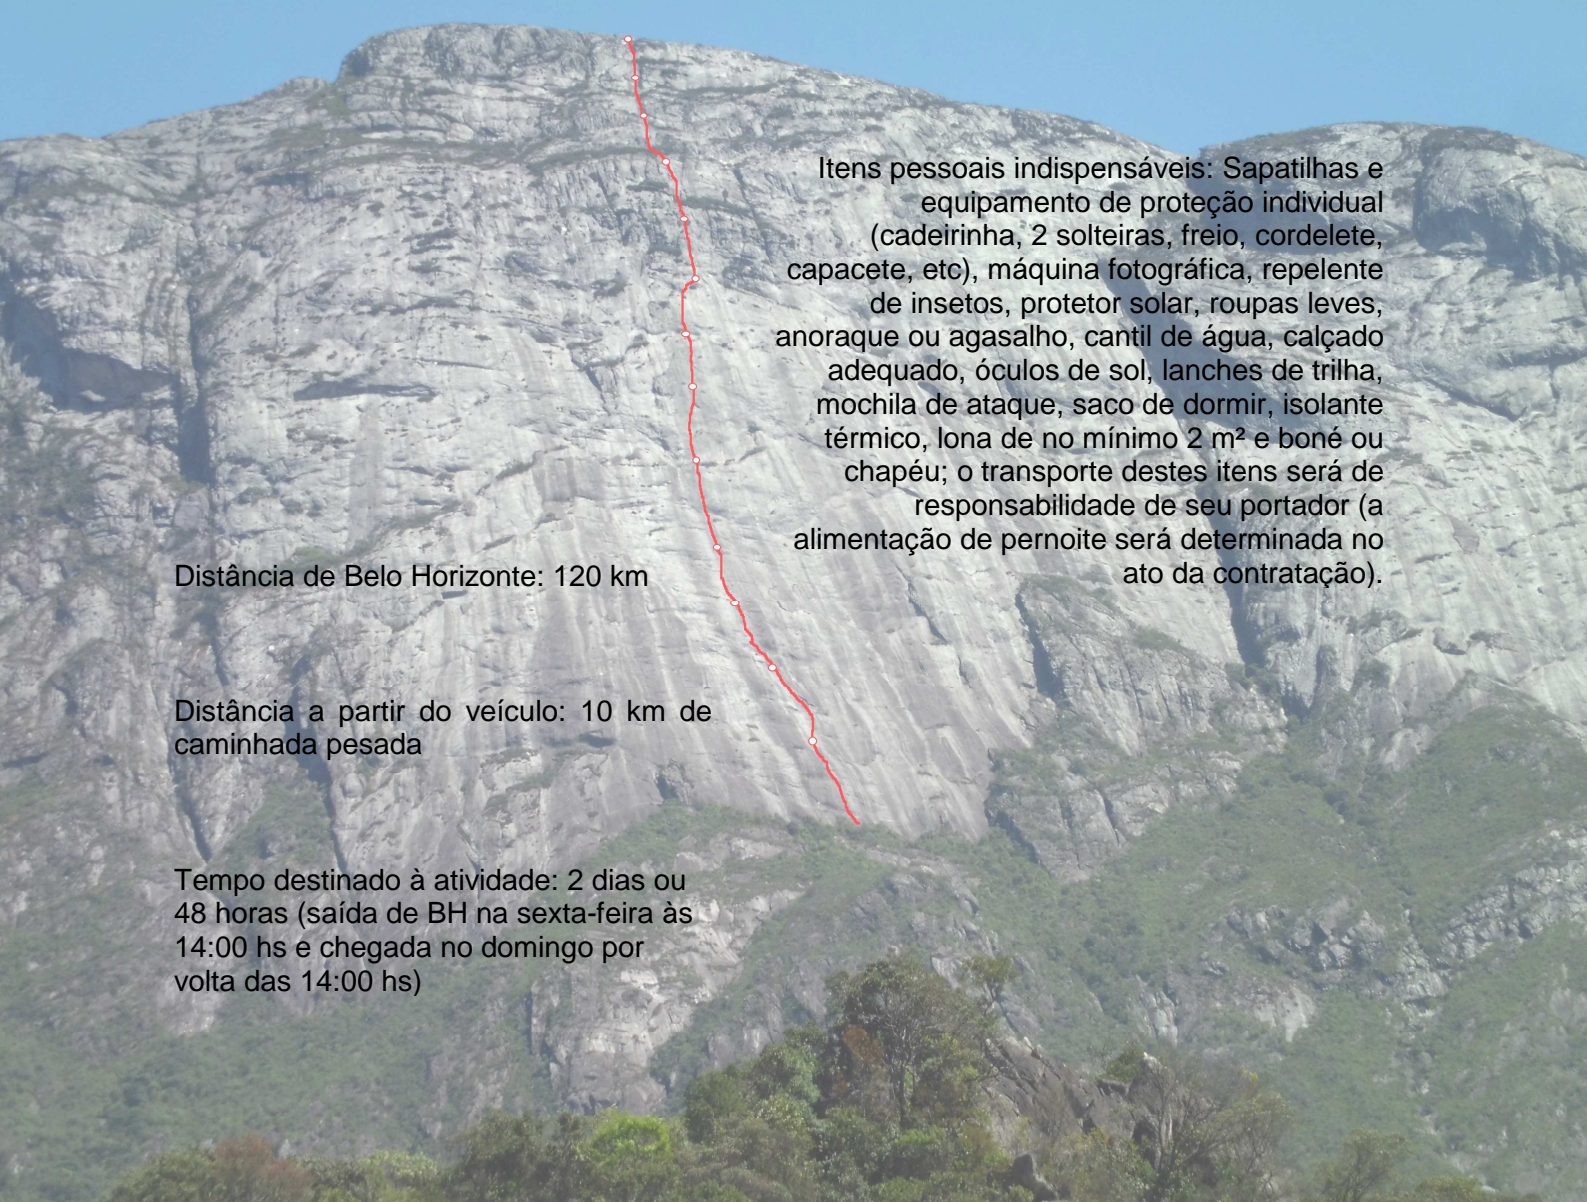 Itens pessoais indispensáveis: Sapatilhas e
equipamento de proteção individual
(cadeirinha, 2 solteiras, freio, cordelete,
capacete, etc), máquina fotográfica, repelente
de insetos, protetor solar, roupas leves,
anoraque ou agasalho, cantil de água, calçado
adequado, óculos de sol, lanches de trilha,
mochila de ataque, saco de dormir, isolante
térmico, lona de no mínimo 2 m² e boné ou
chapéu; o transporte destes itens será de
responsabilidade de seu portador (a
alimentação de pernoite será determinada no
ato da contratação).
Distância de Belo Horizonte: 120 km
Distância a partir do veículo: 10 km de
caminhada pesada
Tempo destinado à atividade: 2 dias ou
48 horas (saída de BH na sexta-feira às
14:00 hs e chegada no domingo por
volta das 14:00 hs)